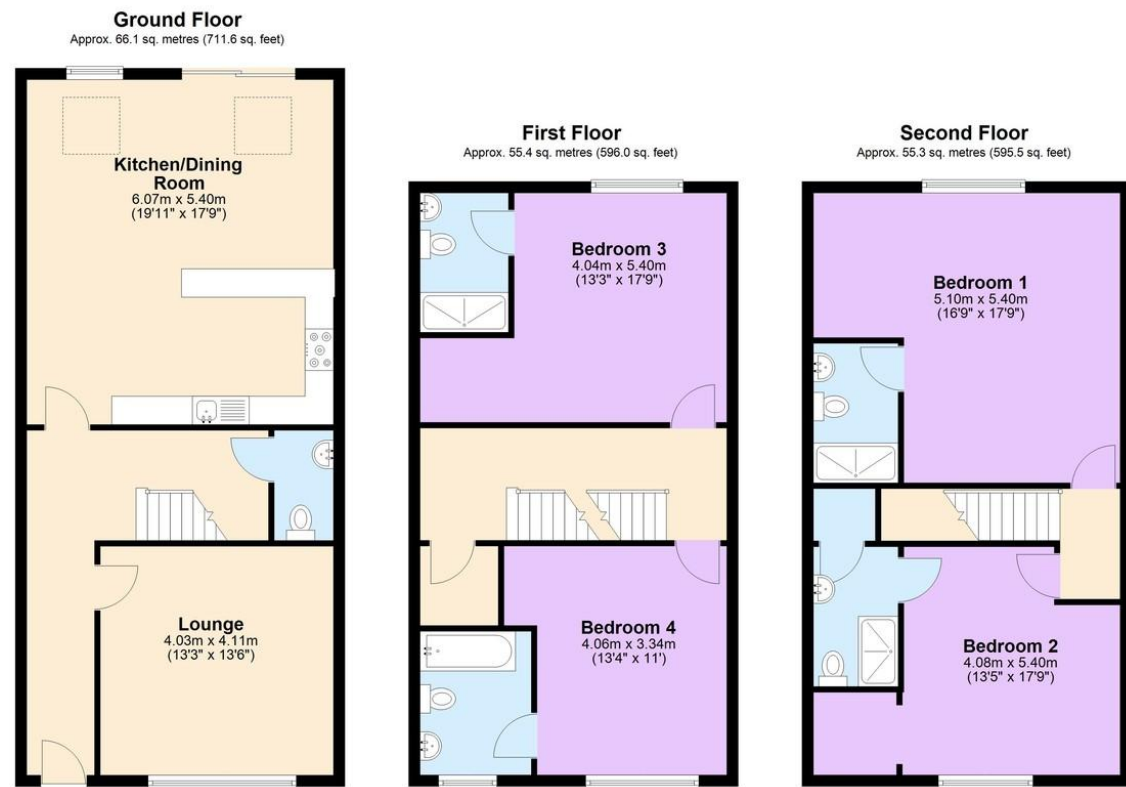 Ground Floor
Approx. 66.1 sq. metres (711.6 sq. feet)
Kitchen/Dining
Room
6.07m x 5.40m
(19'11" x 17'9")
Lounge
4.03m x 4.11m
(13'3" x 13'6")
First Floor
Approx. 55.4 sq. metres (596.0 sq. feet)
Bedroom 3
4.04m x 5.40m
(13'3" x 17'9")
Bedroom 4
4.06m x 3.34m
(13'4" x 11')
Second Floor
Approx. 55.3 sq. metres (595.5 sq. feet)
Bedroom 1
5.10m x 5.40m
(16'9" x 17'9")
Bedroom 2
4.08m x 5.40m
(13'5" x 17'9")